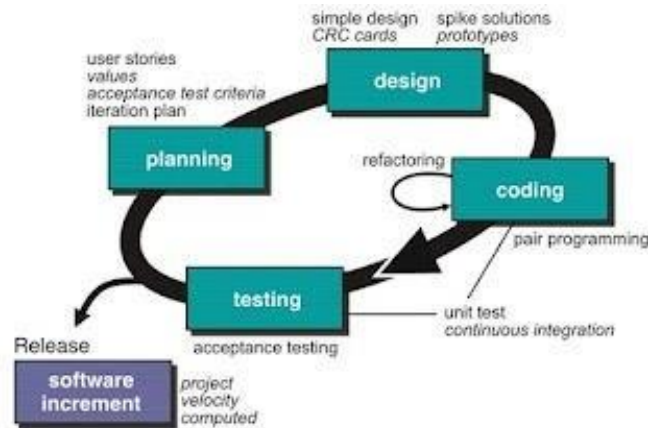 simple design
CRC cards
spike solutions
prototypes
user stories
values
acceptance test criteria
iteration plan
design
planning
refactoring
coding
pair programming
testing
unit test
continuous integration
acceptance testing
Release
software
increment
project
velocity
computed